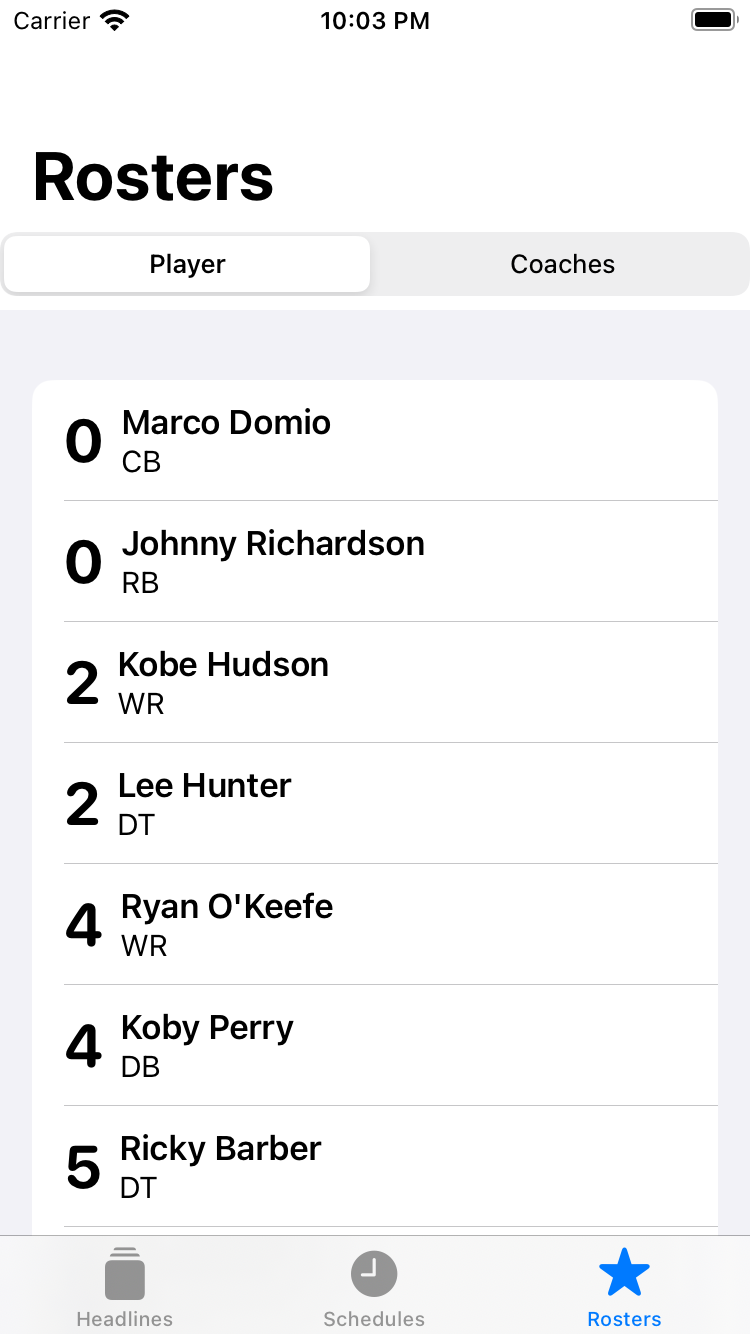 Carrier 10:03 PM
Rosters
Player Coaches
0 Marco Domio
CB
0 Johnny Richardson
RB
2 Kobe Hudson
WR
2 Lee Hunter
DT
4 Ryan O'Keefe
WR
4 Koby Perry
DB
5 Ricky Barber
DT
Headlines Schedules Rosters